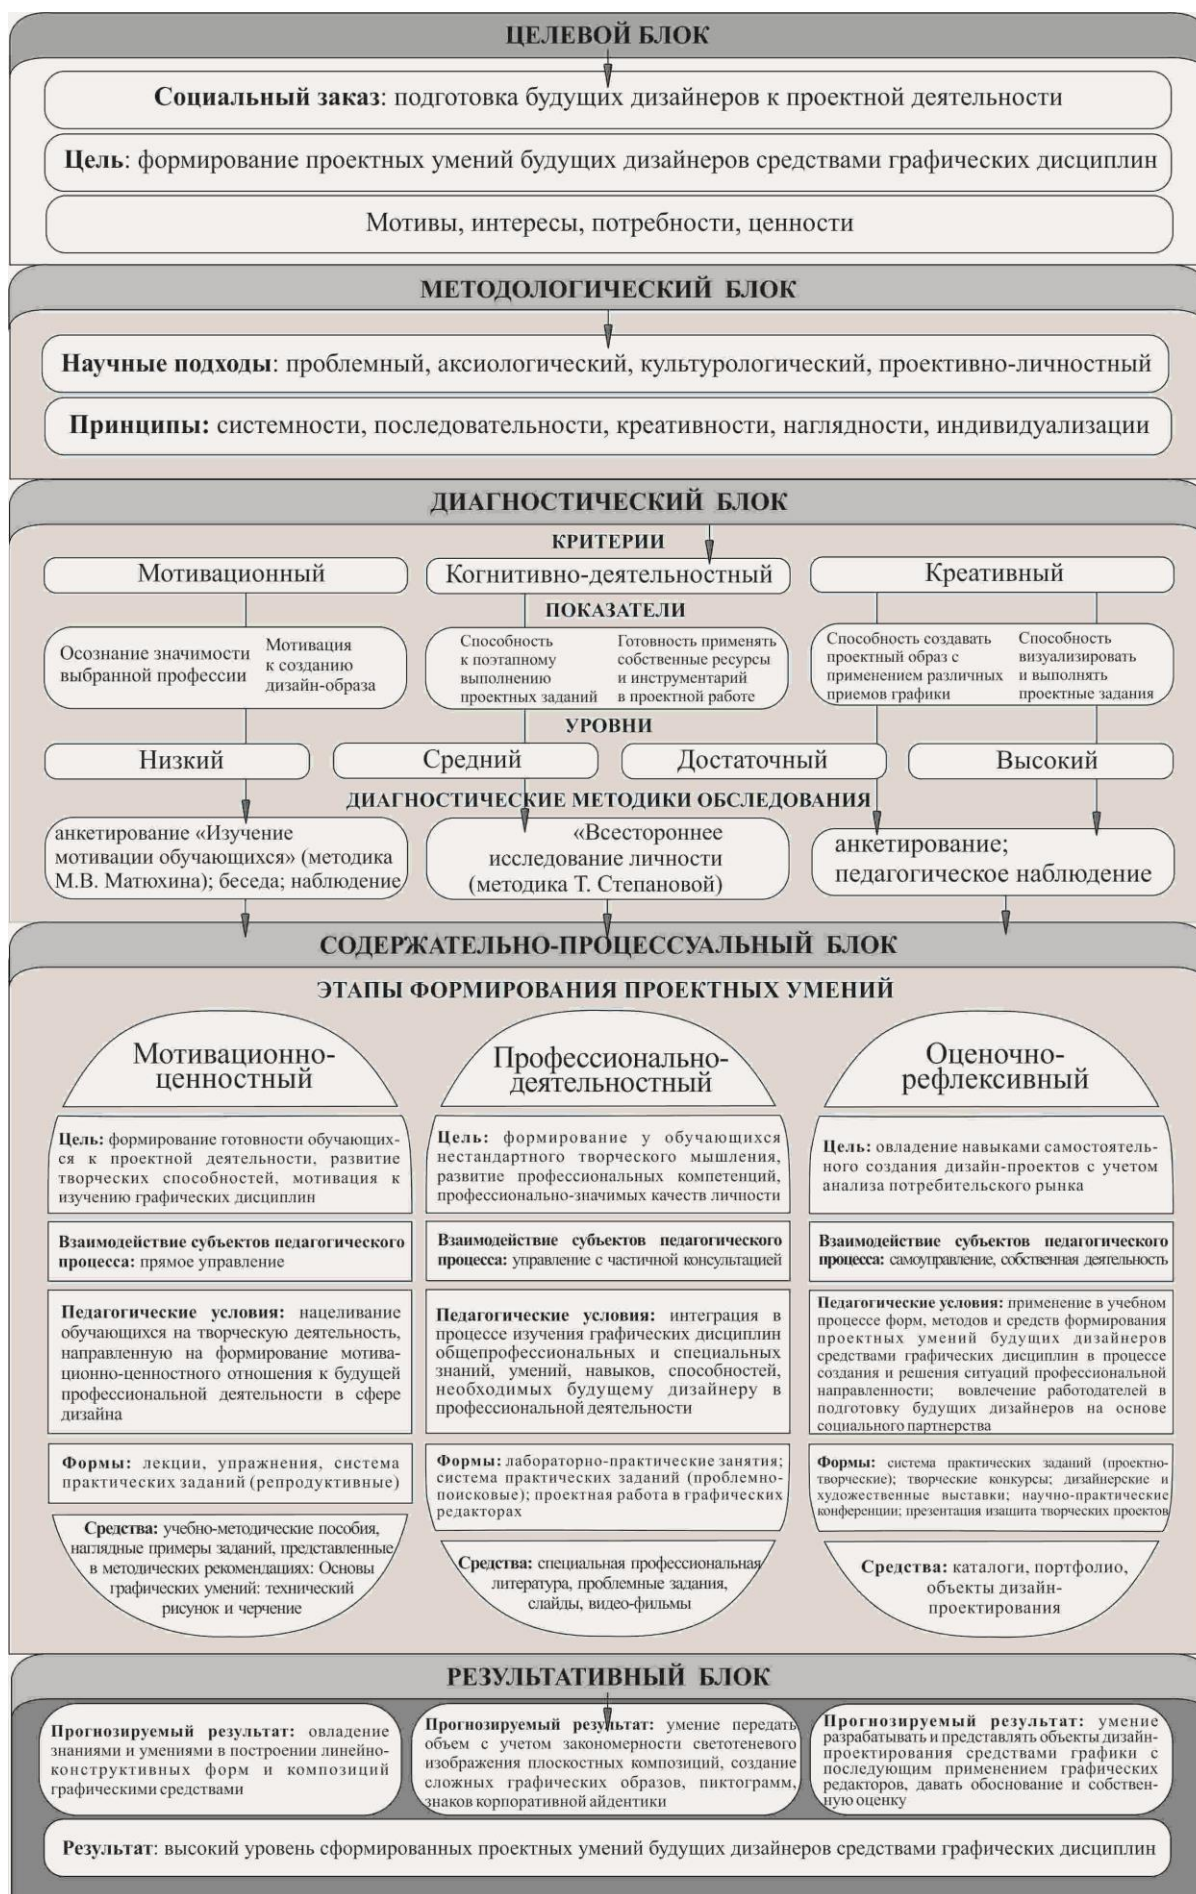 ЦЕЛЕВОЙ БЛОК
Социальный заказ: подготовка будущих дизайнеров к проектной деятельности
Цель: формирование проектных умений будущих дизайнеров средствами графических дисциплин
Мотивы, интересы, потребности, ценности
МЕТОДОЛОГИЧЕСКИЙ БЛОК
Научные подходы: проблемный, аксиологический, культурологический, проективно-личностный
Принципы: системности, последовательности, креативности, наглядности, индивидуализации
ДИАГНОСТИЧЕСКИЙ БЛОК
КРИТЕРИИ
Мотивационный
Когнитивно-деятельностный
Креативный
ПОКАЗАТЕЛИ
Осознание значимости
выбранной профессии
Мотивация
к созданию
дизайн-образа
Способность
к поэтапному
выполнению
проектных заданий
Готовность применять
собственные ресурсы
и инструментарий
в проектной работе
Способность создавать
проектный образ с
применением различных
приемов графики
Способность
визуализировать
и выполнять
проектные задания
УРОВНИ
Низкий
Средний
Достаточный
Высокий
ДИАГНОСТИЧЕСКИЕ МЕТОДИКИ ОБСЛЕДОВАНИЯ
анкетирование «Изучение
мотивации обучающихся» (методика
М.В. Матюхина); беседа; наблюдение
«Всестороннее
исследование личности
(методика Т. Степановой)
анкетирование;
педагогическое наблюдение
СОДЕРЖАТЕЛЬНО-ПРОЦЕССУАЛЬНЫЙ БЛОК
ЭТАПЫ ФОРМИРОВАНИЯ ПРОЕКТНЫХ УМЕНИЙ
Мотивационно-
ценностный
Цель: формирование готовности обучающих-
ся к проектной деятельности, развитие
творческих способностей, мотивация к
изучению графических дисциплин
Взаимодействие субъектов педагогического
процесса: прямое управление
Педагогические условия: нацеливание
обучающихся на творческую деятельность,
направленную на формирование мотива-
ционно-ценностного отношения к будущей
профессиональной деятельности в сфере
дизайна
Формы: лекции, упражнения, система
практических заданий (репродуктивные)
Средства: учебно-методические пособия,
наглядные примеры заданий, представленные
в методических рекомендациях: Основы
графических умений: технический
рисунок и черчение
Профессионально-
деятельностный
Цель: формирование у обучающихся
нестандартного творческого мышления,
развитие профессиональных компетенций,
профессионально-значимых качеств личности
Взаимодействие субъектов педагогического
процесса: управление с частичной консультацией
Педагогические условия: интеграция в
процессе изучения графических дисциплин
общепрофессиональных и специальных
знаний, умений, навыков, способностей,
необходимых будущему дизайнеру в
профессиональной деятельности
Формы: лабораторно-практические занятия;
система практических заданий (проблемно-
поисковые); проектная работа в графических
редакторах
Средства: специальная профессиональная
литература, проблемные задания,
слайды, видео-фильмы
Оценочно-
рефлексивный
Цель: овладение навыками самостоятель-
ного создания дизайн-проектов с учетом
анализа потребительского рынка
Взаимодействие субъектов педагогического
процесса: самоуправление, собственная деятельность
Педагогические условия: применение в учебном
процессе форм, методов и средств формирования
проектных умений будущих дизайнеров
средствами графических дисциплин в процессе
создания и решения ситуаций профессиональной
направленности; вовлечение работодателей в
подготовку будущих дизайнеров на основе
социального партнерства
Формы: система практических заданий (проектно-
творческие); творческие конкурсы; дизайнерские и
художественные выставки; научно-практические
конференции; презентация изащита творческих проектов
Средства: каталоги, портфолио,
объекты дизайн-
проектирования
РЕЗУЛЬТАТИВНЫЙ БЛОК
Прогнозируемый результат: овладение
знаниями и умениями в построении линейно-
конструктивных форм и композиций
графическими средствами
Прогнозируемый результат: умение передать
объем с учетом закономерности светотеневого
изображения плоскостных композиций, создание
сложных графических образов, пиктограмм,
знаков корпоративной айдентики
Прогнозируемый результат: умение
разрабатывать и представлять объекты дизайн-
проектирования средствами графики с
последующим применением графических
редакторов, давать обоснование и собствен-
ную оценку
Результат: высокий уровень сформированных проектных умений будущих дизайнеров средствами графических дисциплин